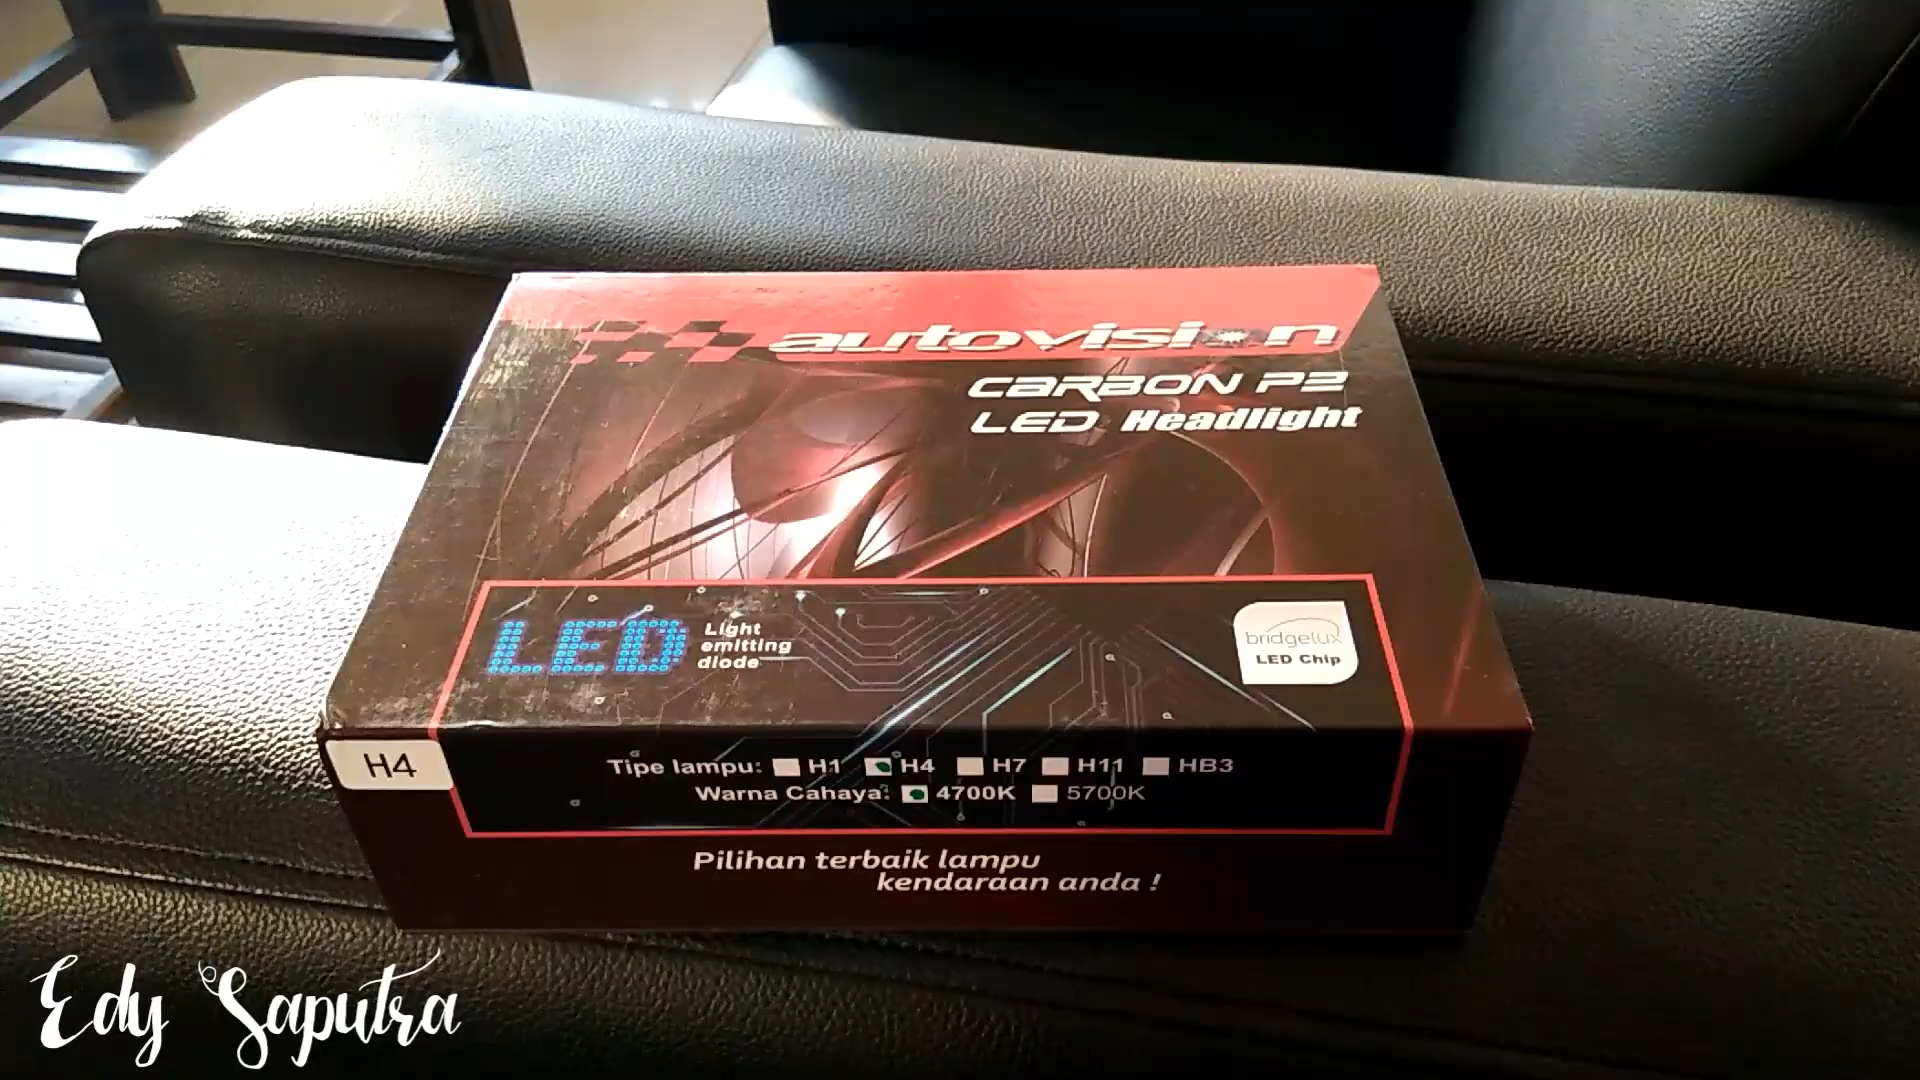 autovision
CARBON P2
LED Headlight
LED
Light
emitting
diode
bridgelux
LED Chip
H4
Tipe lampu: H1 H4 H7 H11 HB3
Warna Cahaya: 4700K 5700K
Pilihan terbaik lampu
kendaraan anda !
Edy Saputra